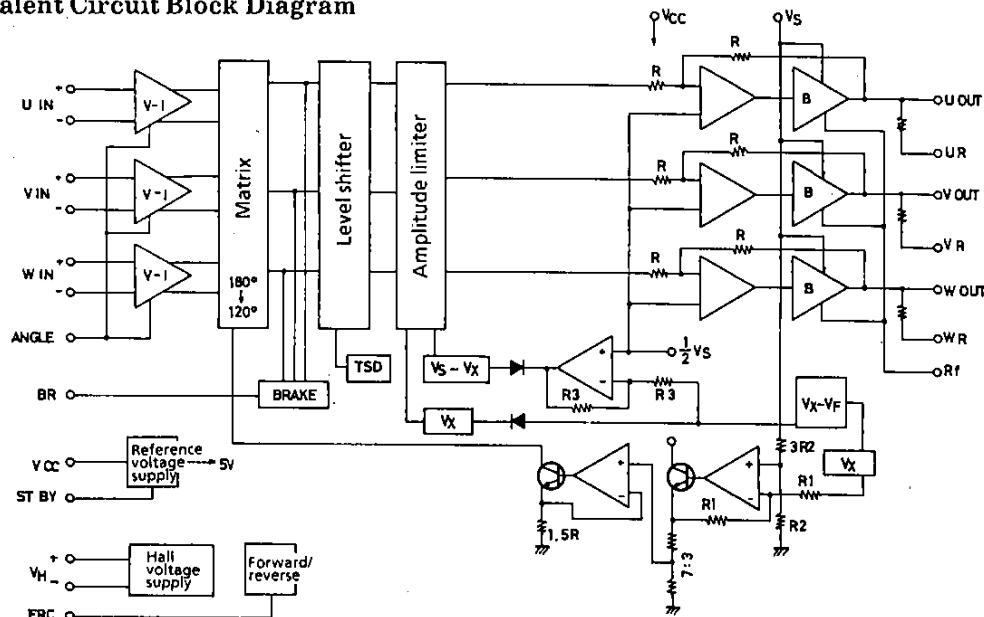 alent Circuit Block Diagram
VCC
VS
R
R
B
U OUT
UR
U IN
+
-
V-I
Matrix
Level shifter
Amplitude limiter
R
R
B
V OUT
VR
V IN
+
-
V-I
R
R
B
W OUT
WR
W IN
+
-
V-I
180°
120°
ANGLE
1/2 VS
Rf
TSD
VS - VX
+
-
R3
R3
BR
BRAKE
VX
VX-VF
Reference voltage supply
5V
VCC
ST BY
3R2
VX
+
-
+
-
R1
R1
R2
1.5R
7:3
VH
+
-
Hall voltage supply
Forward/reverse
FRC